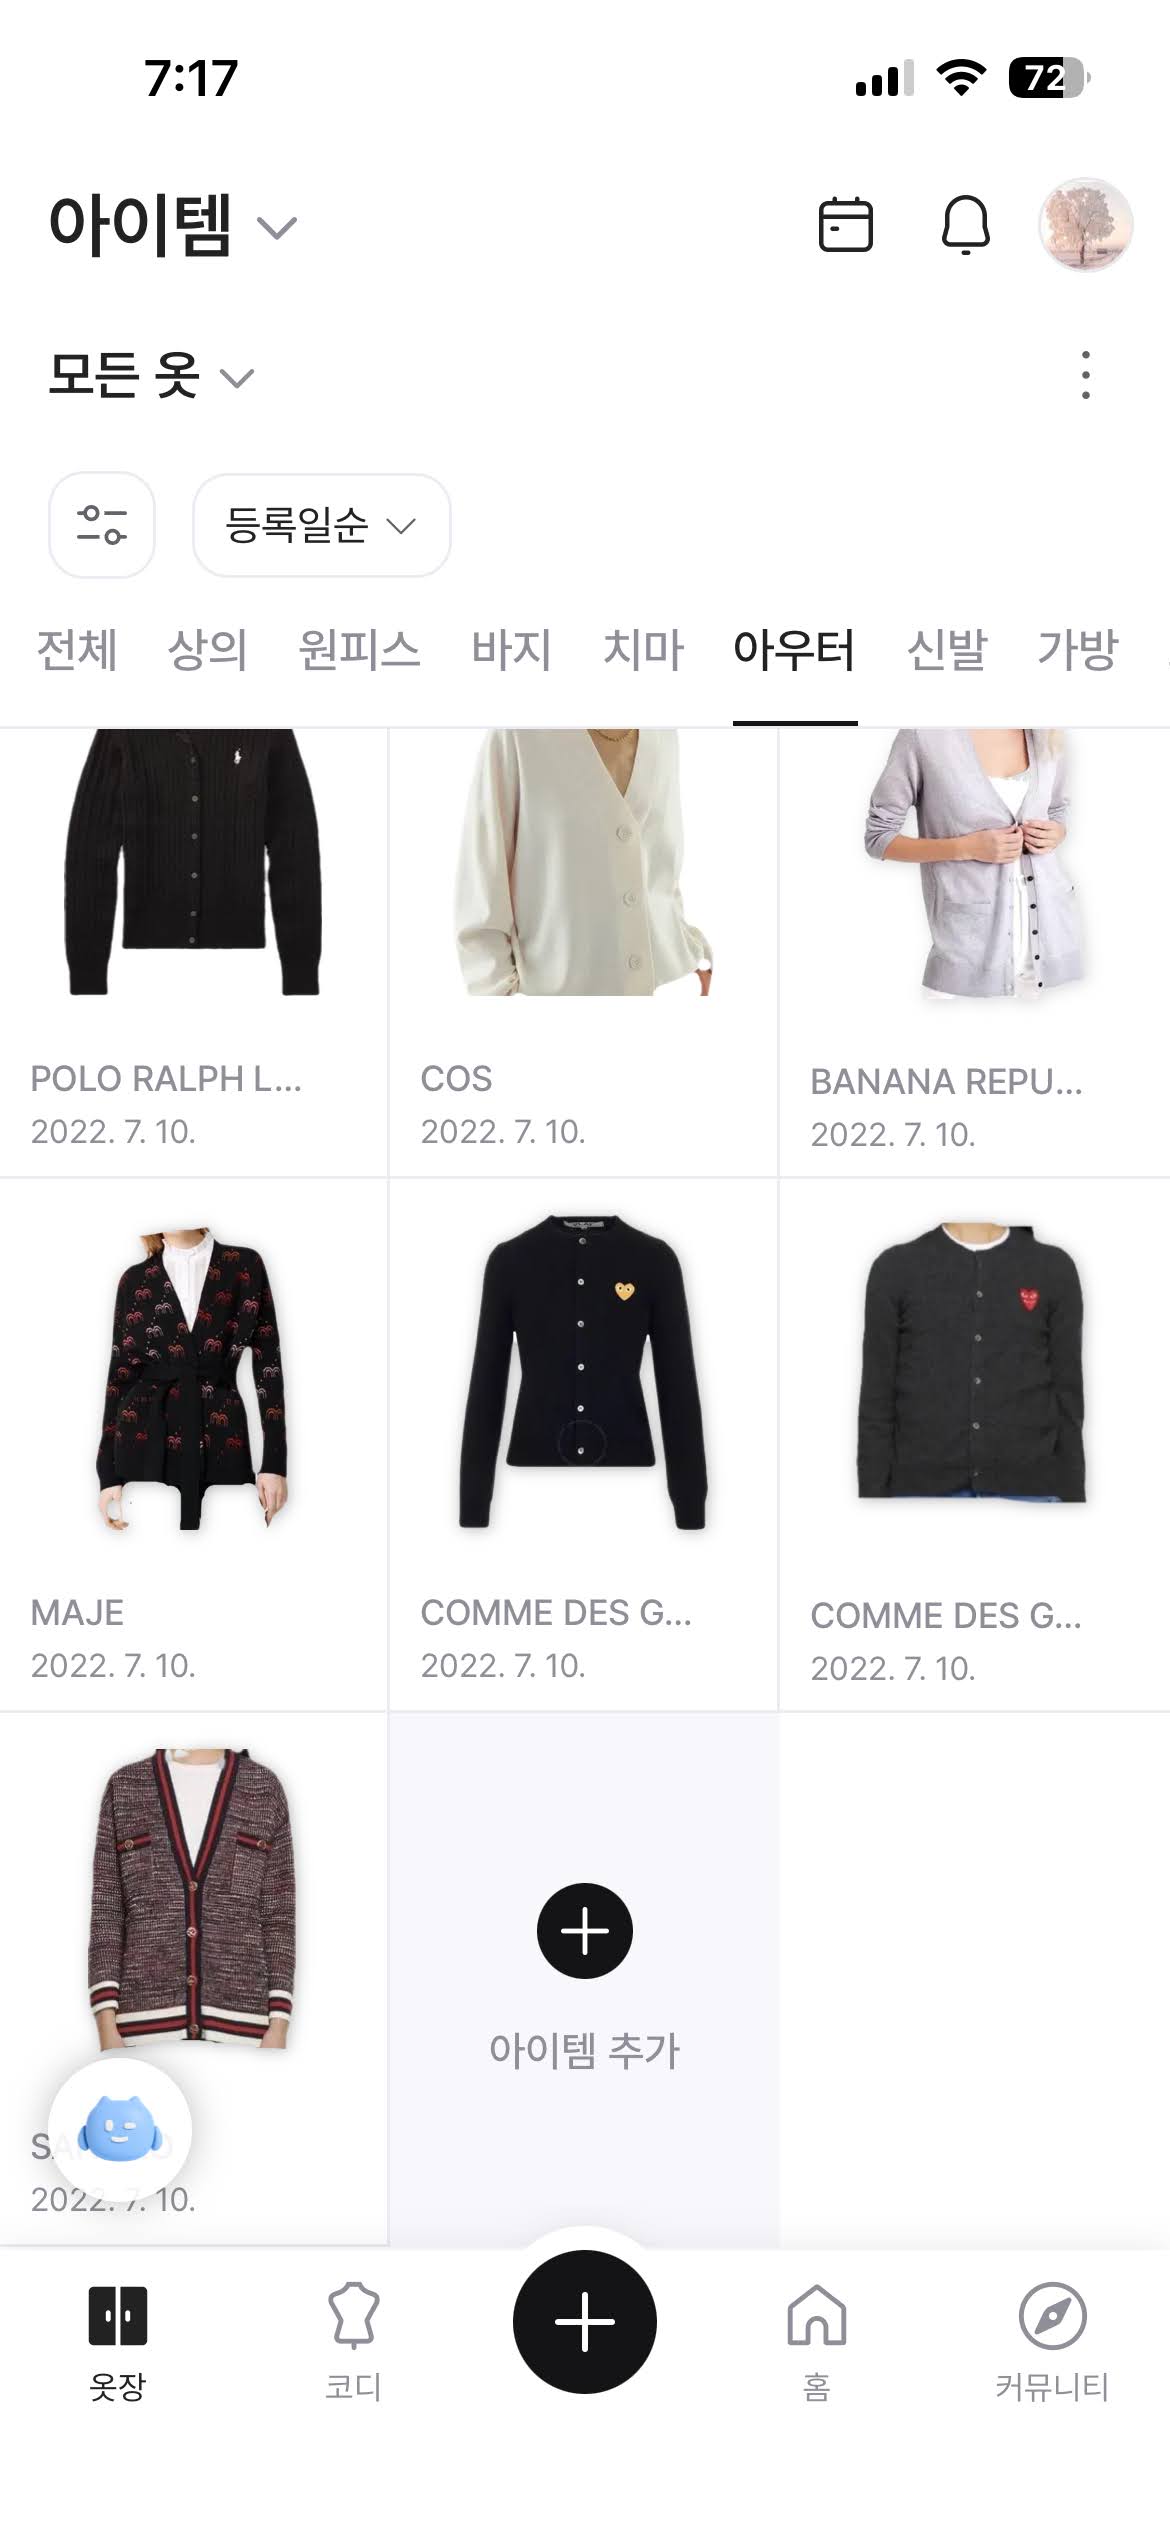 7:17
72
아이템
모든 옷
등록일순
전체 상의 원피스 바지 치마 아우터 신발 가방
POLO RALPH L... COS BANANA REPU...
2022. 7. 10. 2022. 7. 10. 2022. 7. 10.
MAJE COMME DES G... COMME DES G...
2022. 7. 10. 2022. 7. 10. 2022. 7. 10.
아이템 추가
2022. 7. 10.
옷장 코디 홈 커뮤니티